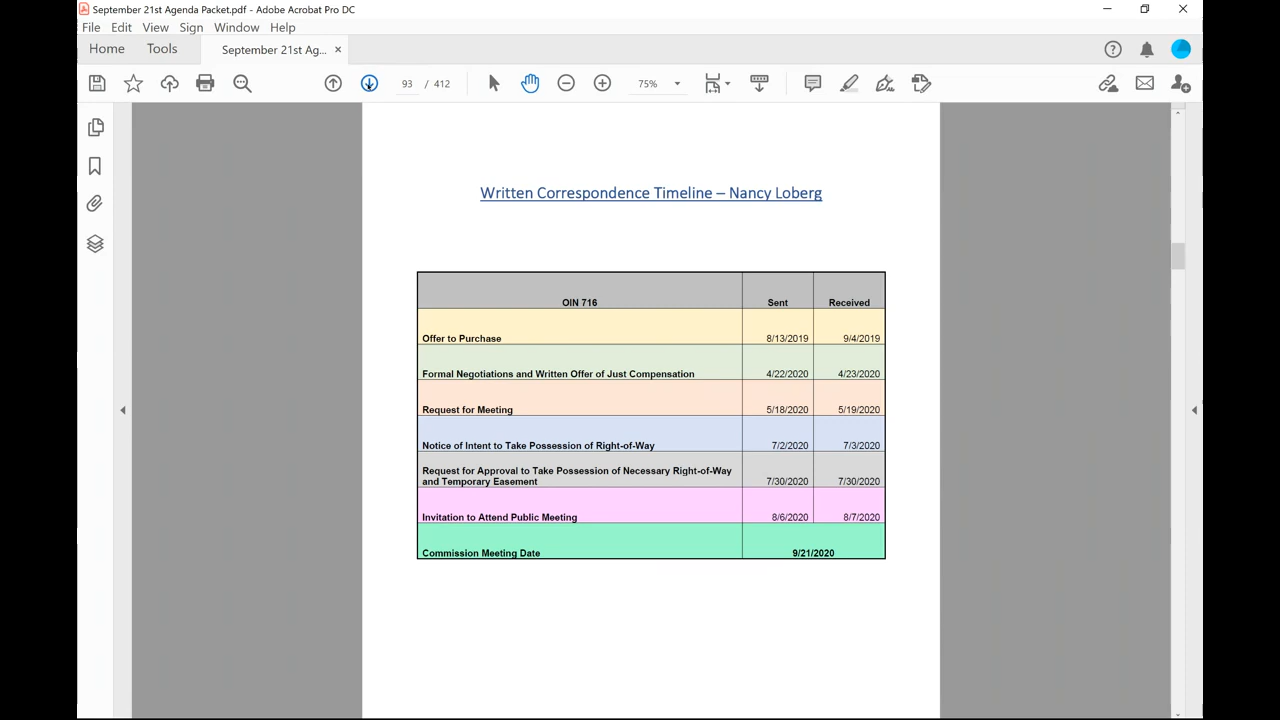 September 21st Agenda Packet.pdf - Adobe Acrobat Pro DC
File Edit View Sign Window Help
Home Tools September 21st Ag... ×
93 / 412 75%
Written Correspondence Timeline – Nancy Loberg
OIN 716 Sent Received
Offer to Purchase 8/13/2019 9/4/2019
Formal Negotiations and Written Offer of Just Compensation 4/22/2020 4/23/2020
Request for Meeting 5/18/2020 5/19/2020
Notice of Intent to Take Possession of Right-of-Way 7/2/2020 7/3/2020
Request for Approval to Take Possession of Necessary Right-of-Way
and Temporary Easement 7/30/2020 7/30/2020
Invitation to Attend Public Meeting 8/6/2020 8/7/2020
Commission Meeting Date 9/21/2020